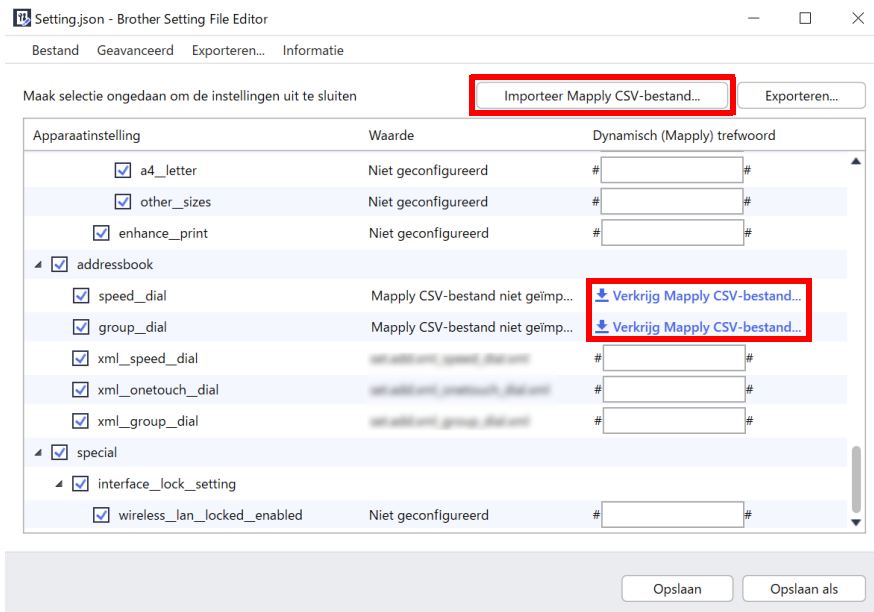 Setting.json - Brother Setting File Editor
Bestand Geavanceerd Exporteren... Informatie
Maak selectie ongedaan om de instellingen uit te sluiten Importeer Mapply CSV-bestand... Exporteren...
Apparaatinstelling Waarde Dynamisch (Mapply) trefwoord
a4__letter Niet geconfigureerd # #
other__sizes Niet geconfigureerd # #
enhance__print Niet geconfigureerd # #
addressbook
speed__dial Mapply CSV-bestand niet geïmp... Verkrijg Mapply CSV-bestand...
group__dial Mapply CSV-bestand niet geïmp... Verkrijg Mapply CSV-bestand...
xml__speed__dial # #
xml__onetouch__dial # #
xml__group__dial # #
special
interface__lock__setting
wireless__lan__locked__enabled Niet geconfigureerd # #
Opslaan Opslaan als